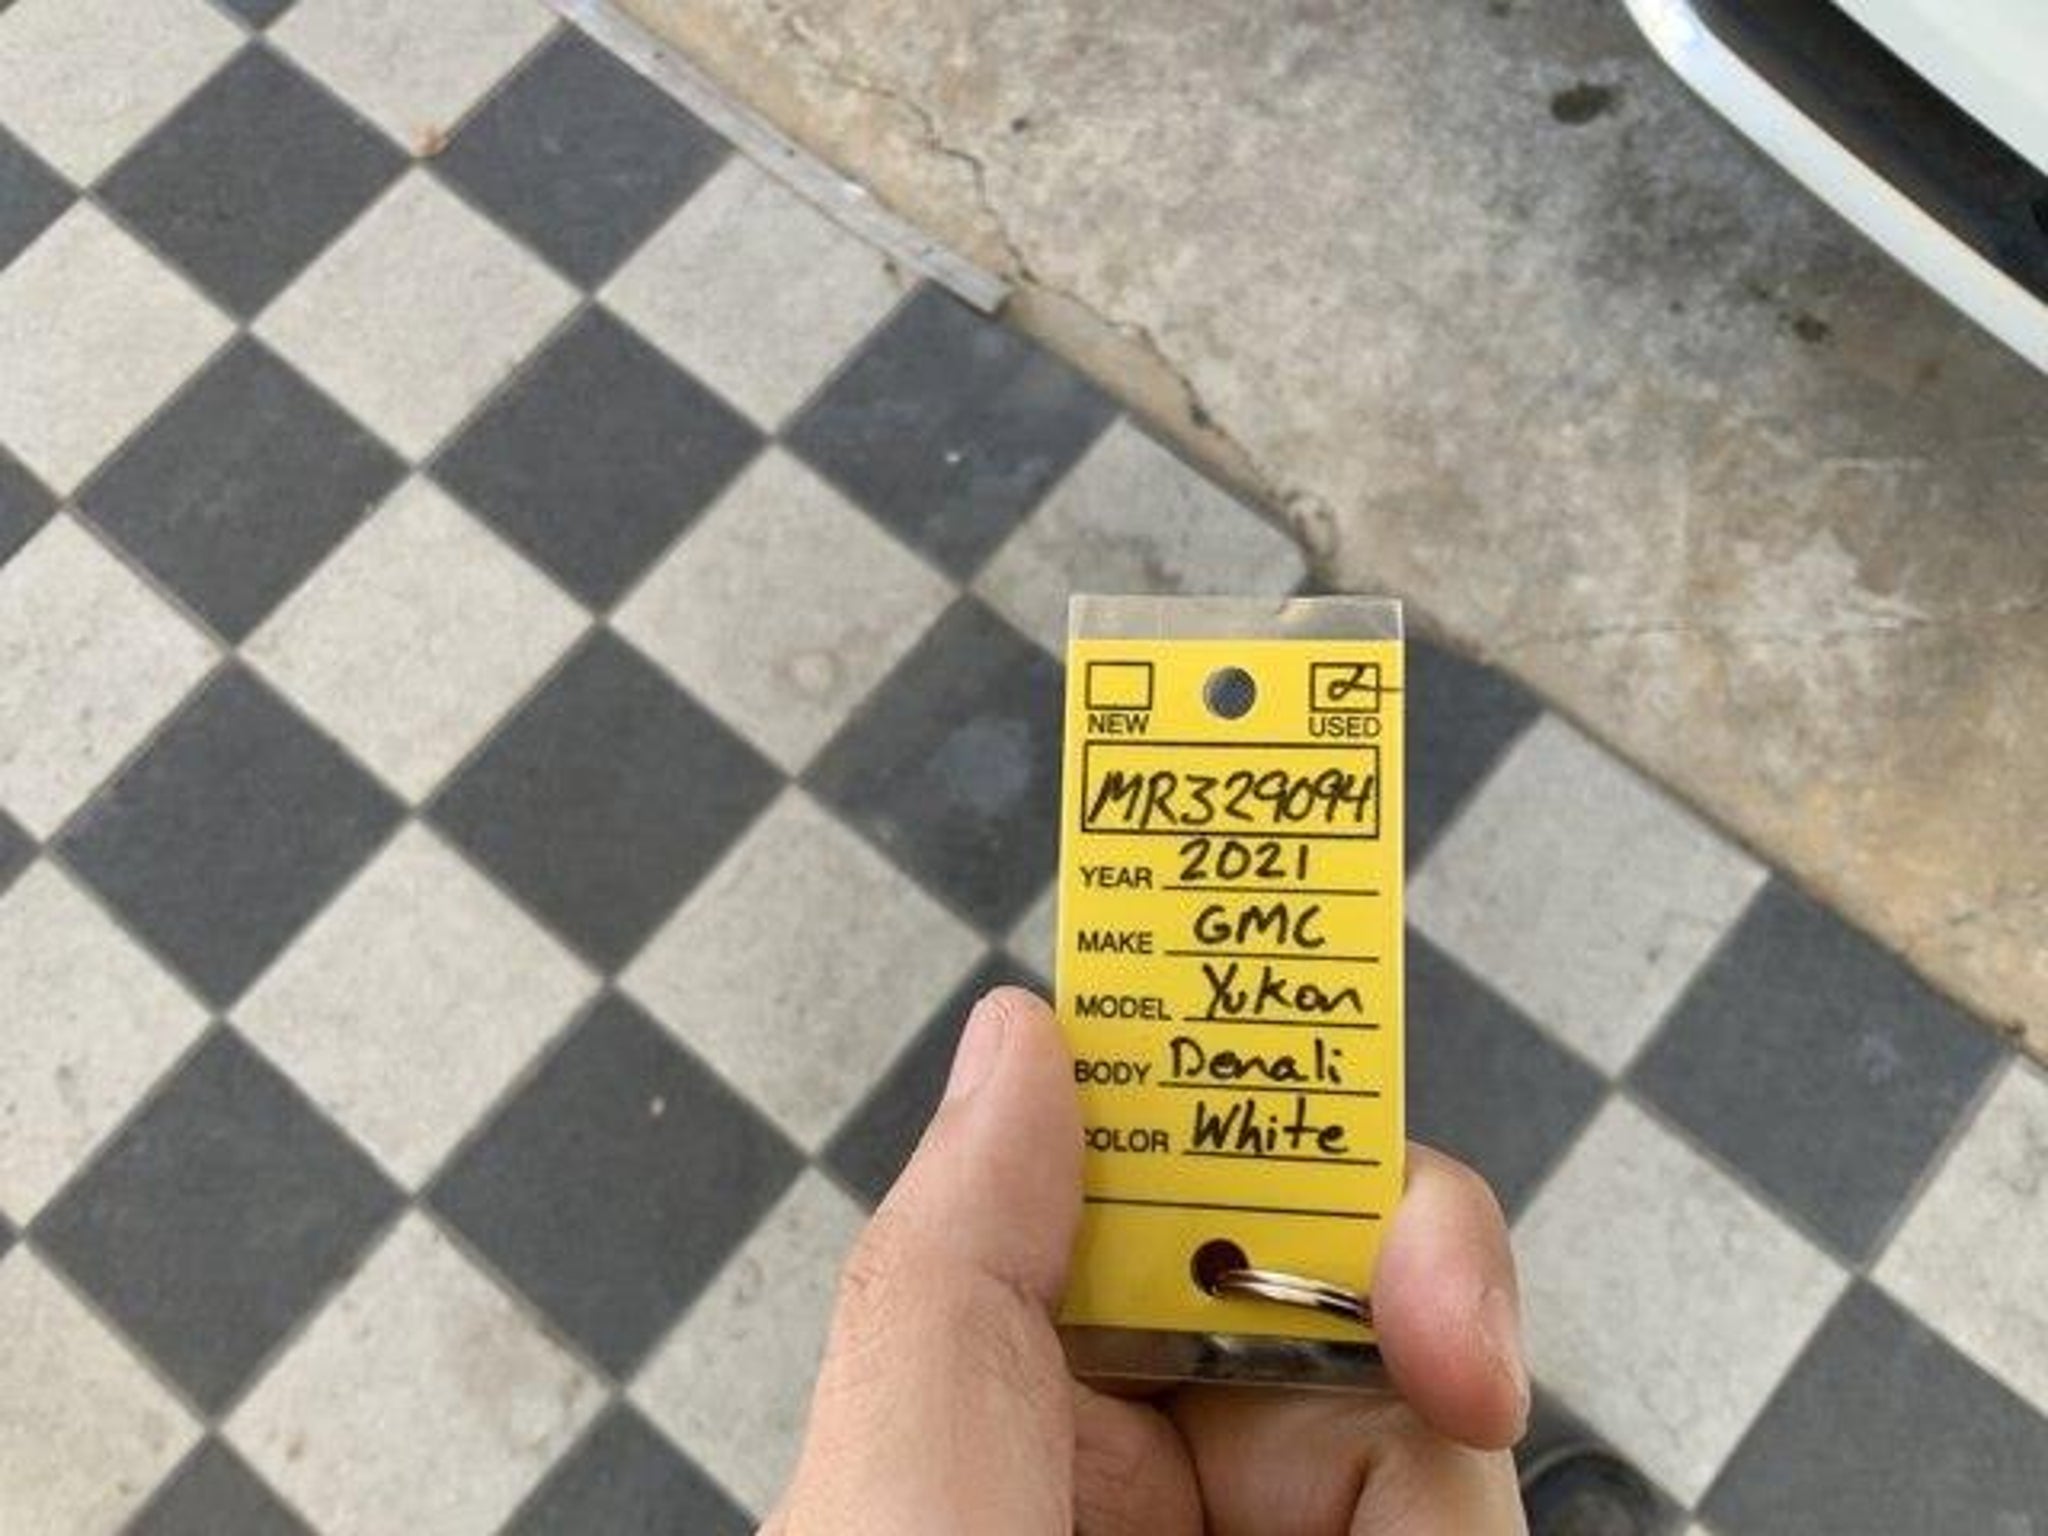 NEW USED
MR329094
YEAR 2021
MAKE GMC
MODEL Yukon
BODY Denali
COLOR White